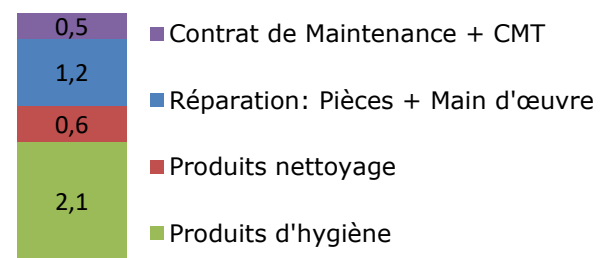 0,5
Contrat de Maintenance + CMT
1,2
Réparation: Pièces + Main d'œuvre
0,6
Produits nettoyage
2,1
Produits d'hygiène